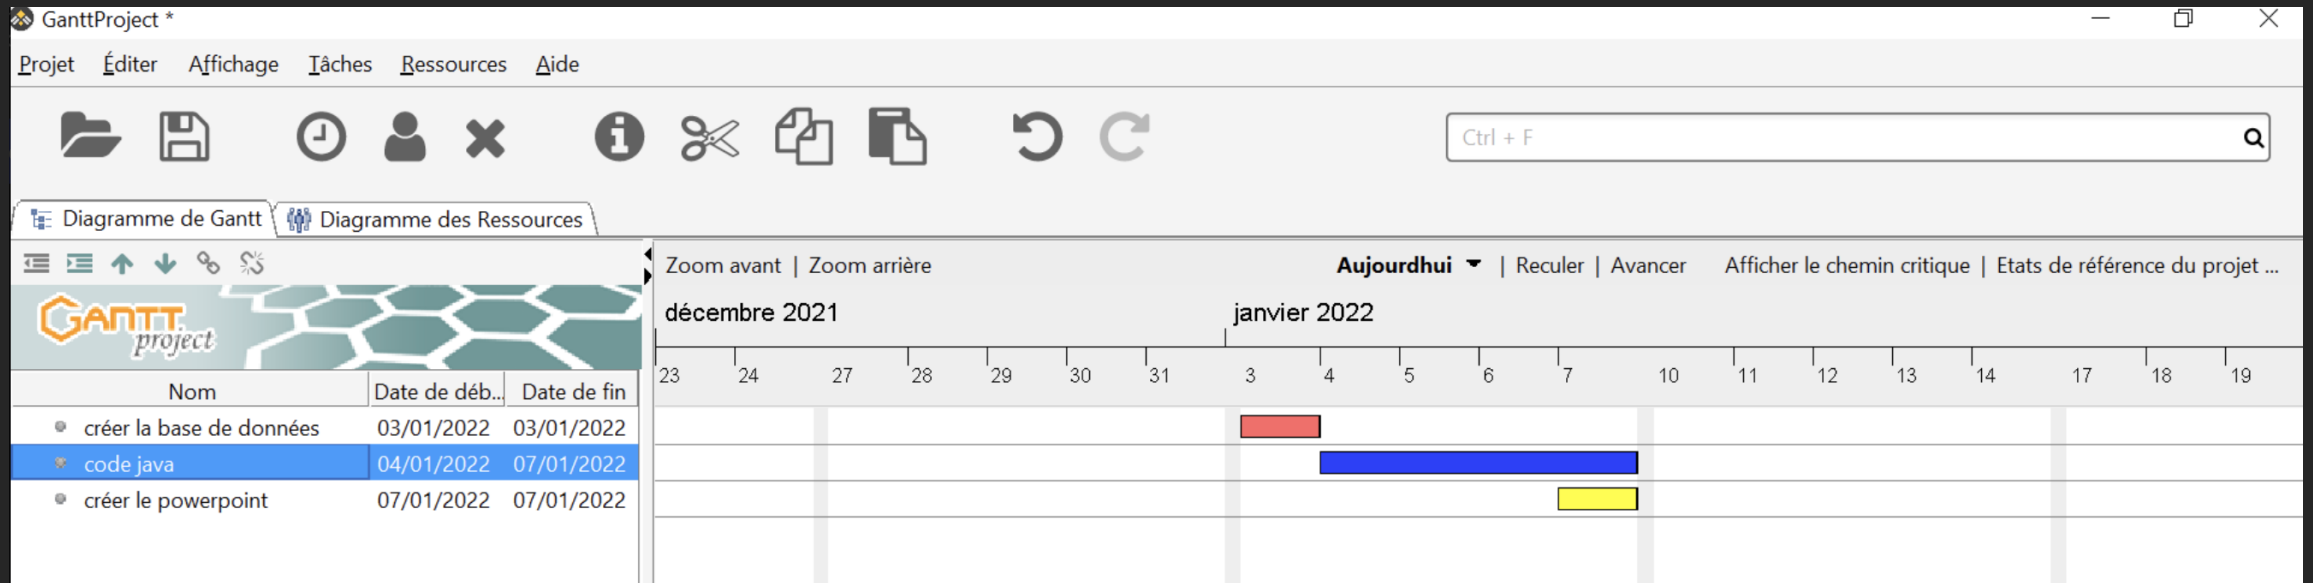 GanttProject *
Projet Éditer Affichage Tâches Ressources Aide
Ctrl + F
Diagramme de Gantt Diagramme des Ressources
Zoom avant | Zoom arrière Aujourdhui | Reculer | Avancer Afficher le chemin critique | Etats de référence du projet ...
GANTT
project
décembre 2021 janvier 2022
23 24 27 28 29 30 31 3 4 5 6 7 10 11 12 13 14 17 18 19
Nom Date de déb... Date de fin
créer la base de données 03/01/2022 03/01/2022
code java 04/01/2022 07/01/2022
créer le powerpoint 07/01/2022 07/01/2022